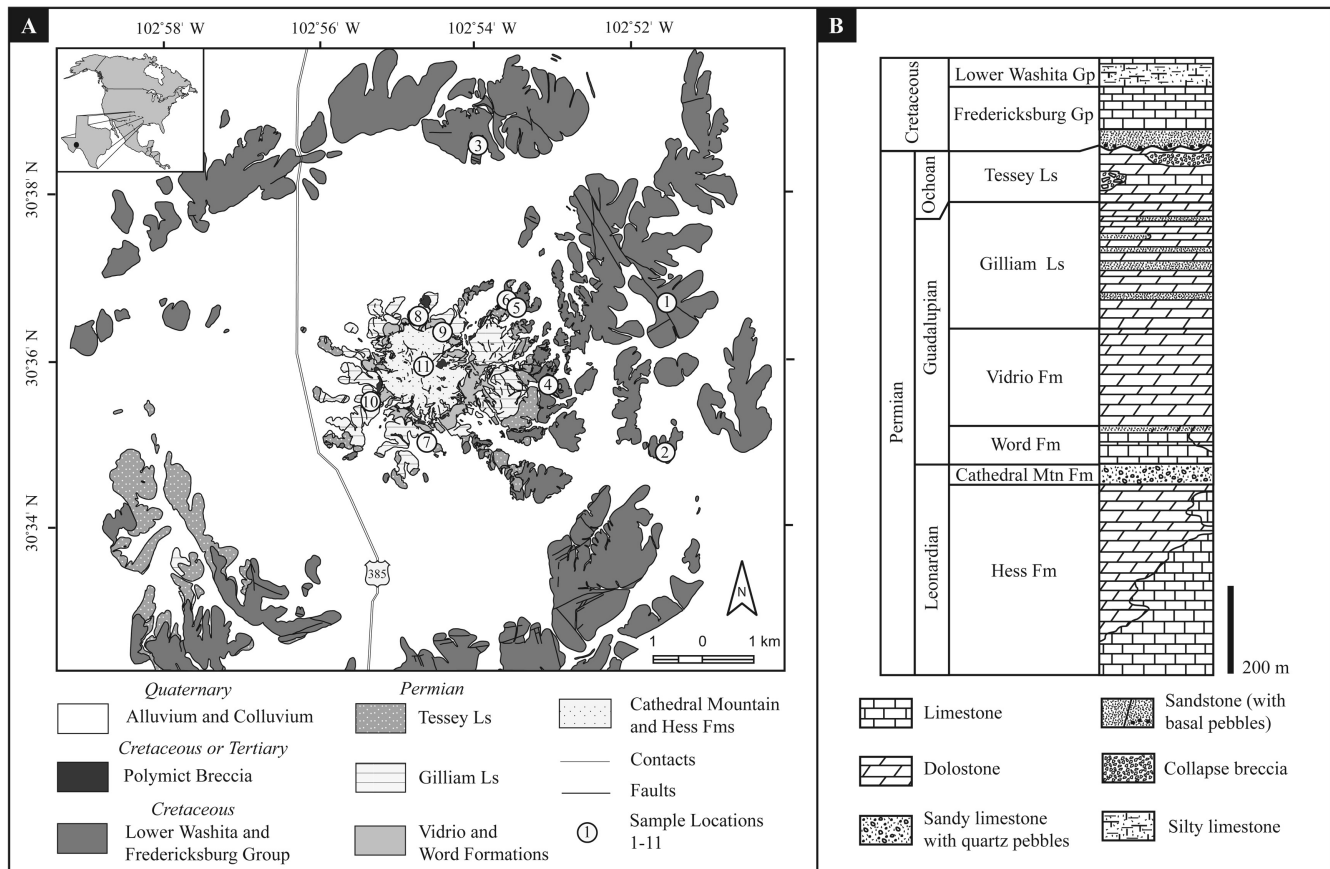 A
102°58' W
102°56' W
102°54' W
102°52' W
30°38' N
30°36' N
30°34' N
3
1
6
5
8
9
11
4
10
7
2
385
N
1 0 1 km
Quaternary
Alluvium and Colluvium
Cretaceous or Tertiary
Polymict Breccia
Cretaceous
Lower Washita and
Fredericksburg Group
Permian
Tessey Ls
Gilliam Ls
Vidrio and
Word Formations
Cathedral Mountain
and Hess Fms
Contacts
Faults
1
Sample Locations
1-11
B
Cretaceous
Lower Washita Gp
Fredericksburg Gp
Permian
Ochoan
Tessey Ls
Guadalupian
Gilliam Ls
Vidrio Fm
Word Fm
Leonardian
Cathedral Mtn Fm
Hess Fm
200 m
Limestone
Dolostone
Sandy limestone
with quartz pebbles
Sandstone (with
basal pebbles)
Collapse breccia
Silty limestone